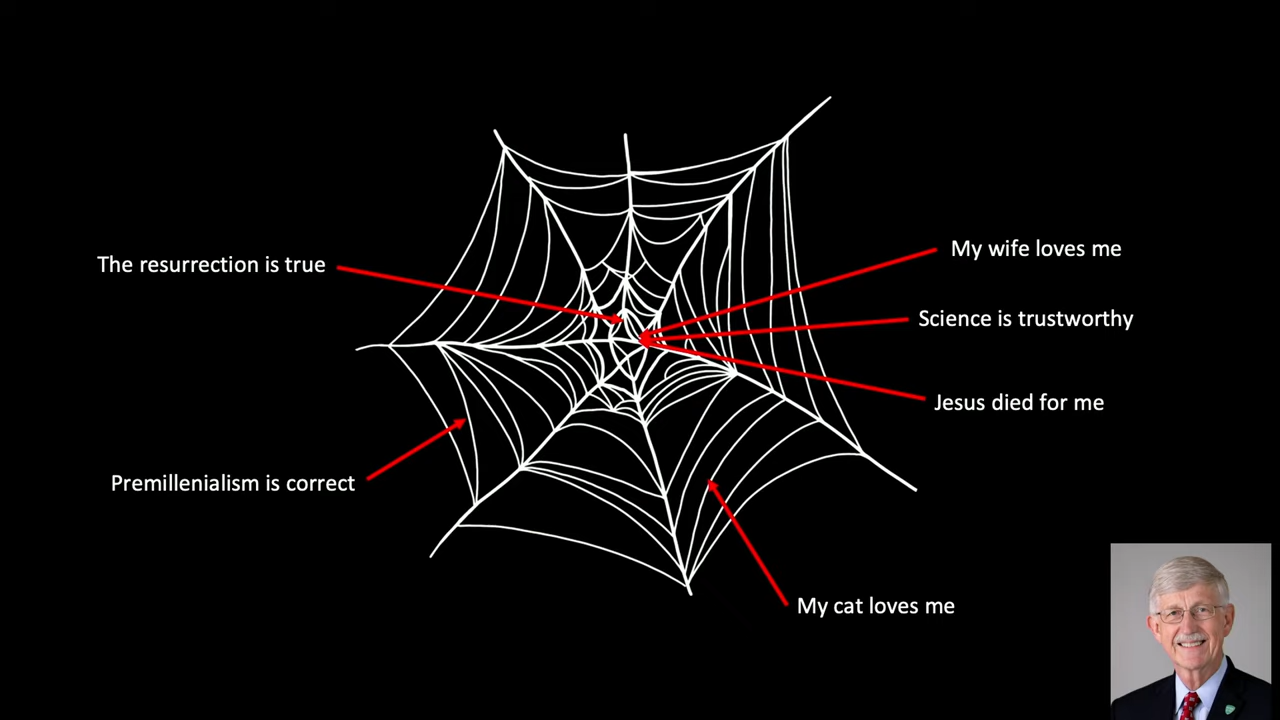 The resurrection is true
My wife loves me
Science is trustworthy
Jesus died for me
Premillenialism is correct
My cat loves me